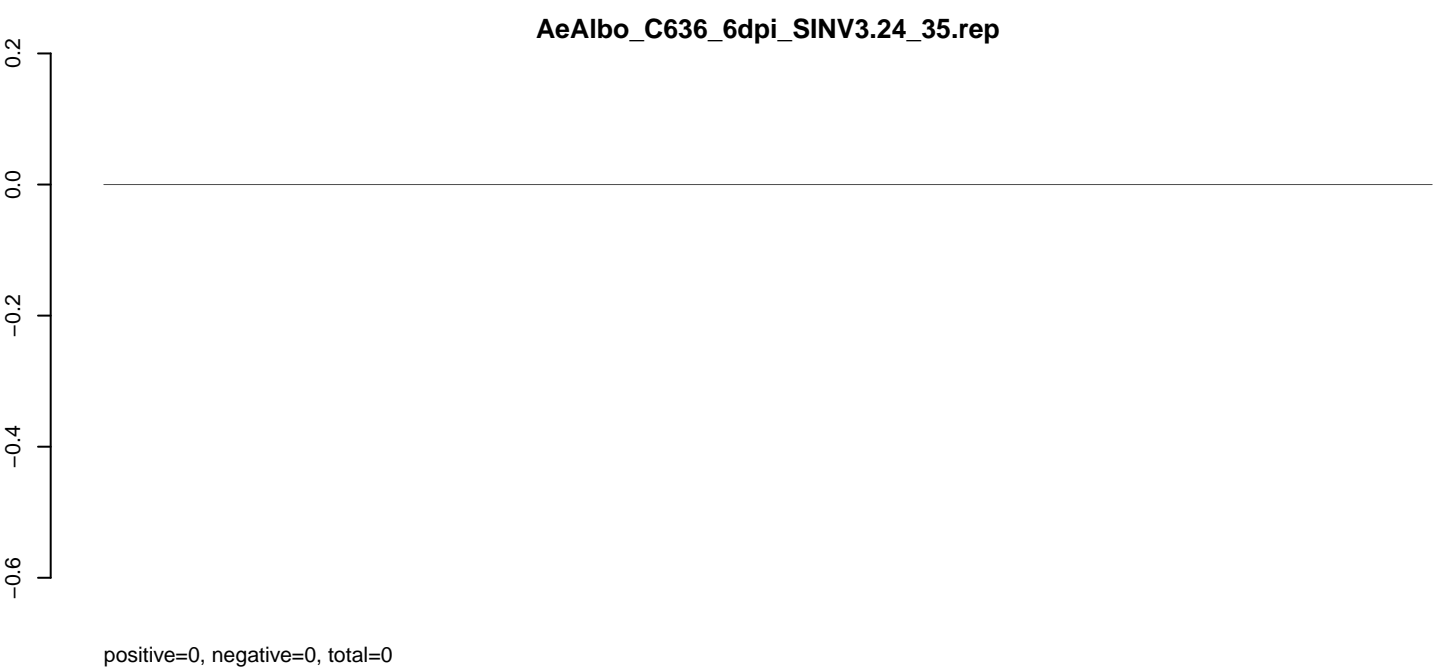 AeAlbo_C636_6dpi_SINV3.24_35.rep
0.2
0.0
−0.2
−0.4
−0.6
positive=0, negative=0, total=0